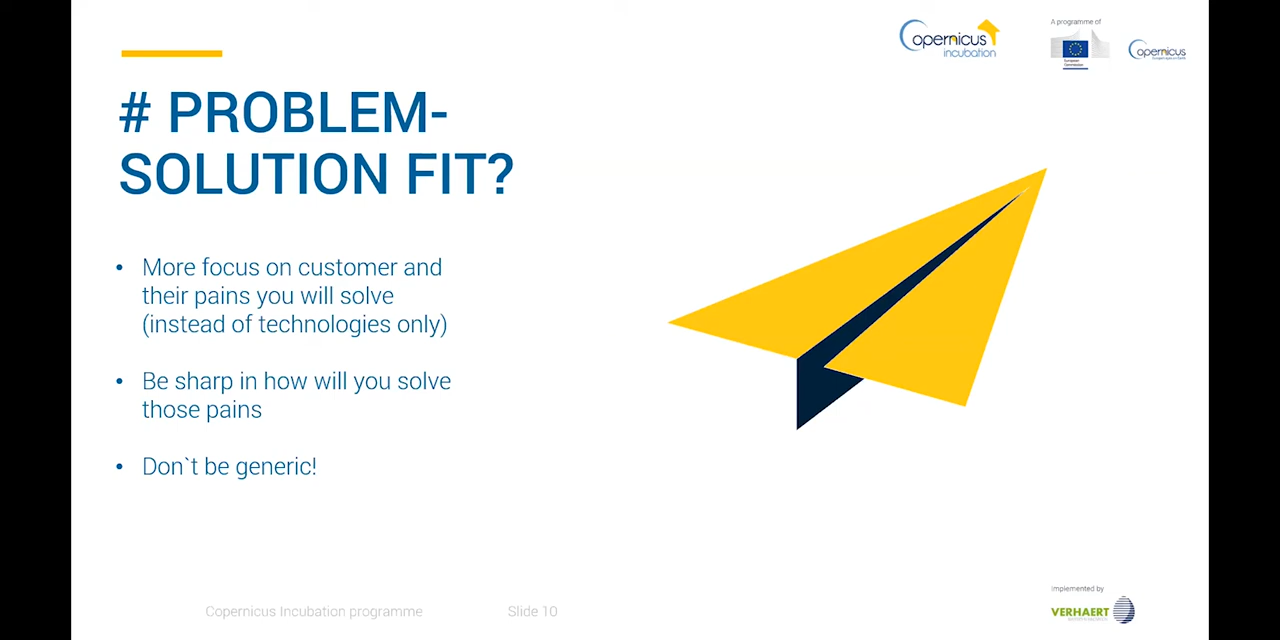 opernicus
incubation
A programme of
European
Commission
opernicus
# PROBLEM-
SOLUTION FIT?
• More focus on customer and
their pains you will solve
(instead of technologies only)
• Be sharp in how will you solve
those pains
• Don`t be generic!
Copernicus Incubation programme
Slide 10
Implemented by
VERHAERT